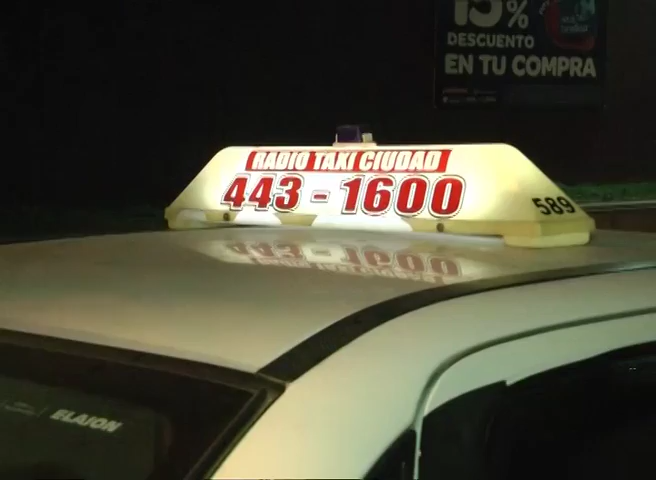 15%
DESCUENTO
EN TU COMPRA
RADIO TAXI CIUDAD
443 - 1600
589
ELAION